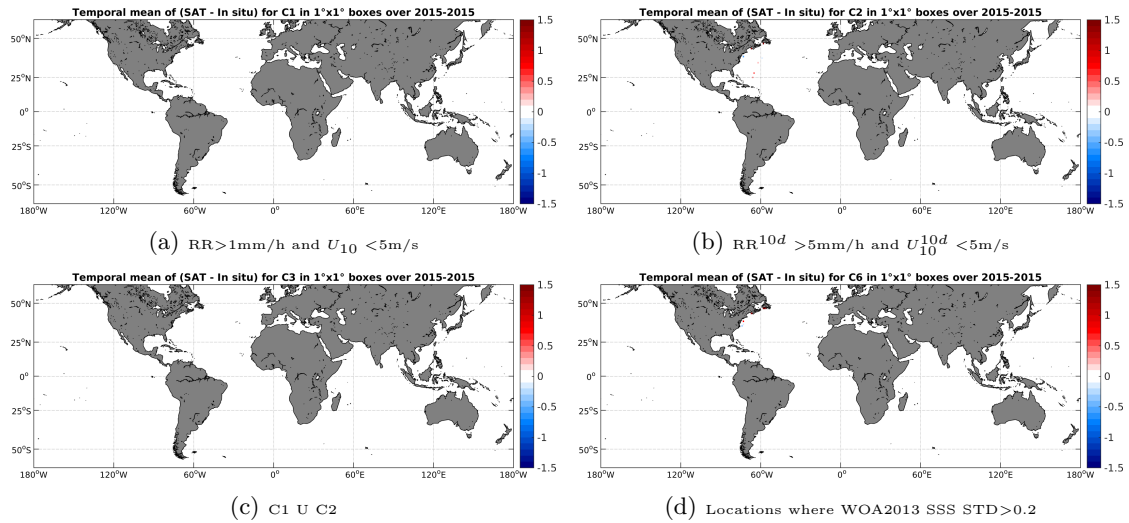 Temporal mean of (SAT - In situ) for C1 in 1°x1° boxes over 2015-2015
50°N
25°N
0°
25°S
50°S
180°W 120°W 60°W 0° 60°E 120°E 180°E
1.5
1
0.5
0
-0.5
-1
-1.5
(a) RR>1mm/h and U10 <5m/s
Temporal mean of (SAT - In situ) for C2 in 1°x1° boxes over 2015-2015
50°N
25°N
0°
25°S
50°S
180°W 120°W 60°W 0° 60°E 120°E 180°E
1.5
1
0.5
0
-0.5
-1
-1.5
(b) RR^10d >5mm/h and U10^10d <5m/s
Temporal mean of (SAT - In situ) for C3 in 1°x1° boxes over 2015-2015
50°N
25°N
0°
25°S
50°S
180°W 120°W 60°W 0° 60°E 120°E 180°E
1.5
1
0.5
0
-0.5
-1
-1.5
(c) C1 U C2
Temporal mean of (SAT - In situ) for C6 in 1°x1° boxes over 2015-2015
50°N
25°N
0°
25°S
50°S
180°W 120°W 60°W 0° 60°E 120°E 180°E
1.5
1
0.5
0
-0.5
-1
-1.5
(d) Locations where WOA2013 SSS STD>0.2